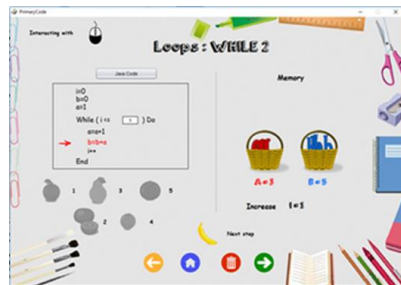 PrimaryCode
Interacting with
Loops: WHILE 2
Java Code
Memory
i=0
b=0
a=1
While ( i <=
) Do
a=a+1
b=b+a
i++
End
A=3
B=5
Increase I=1
1
3
5
2
4
Next step